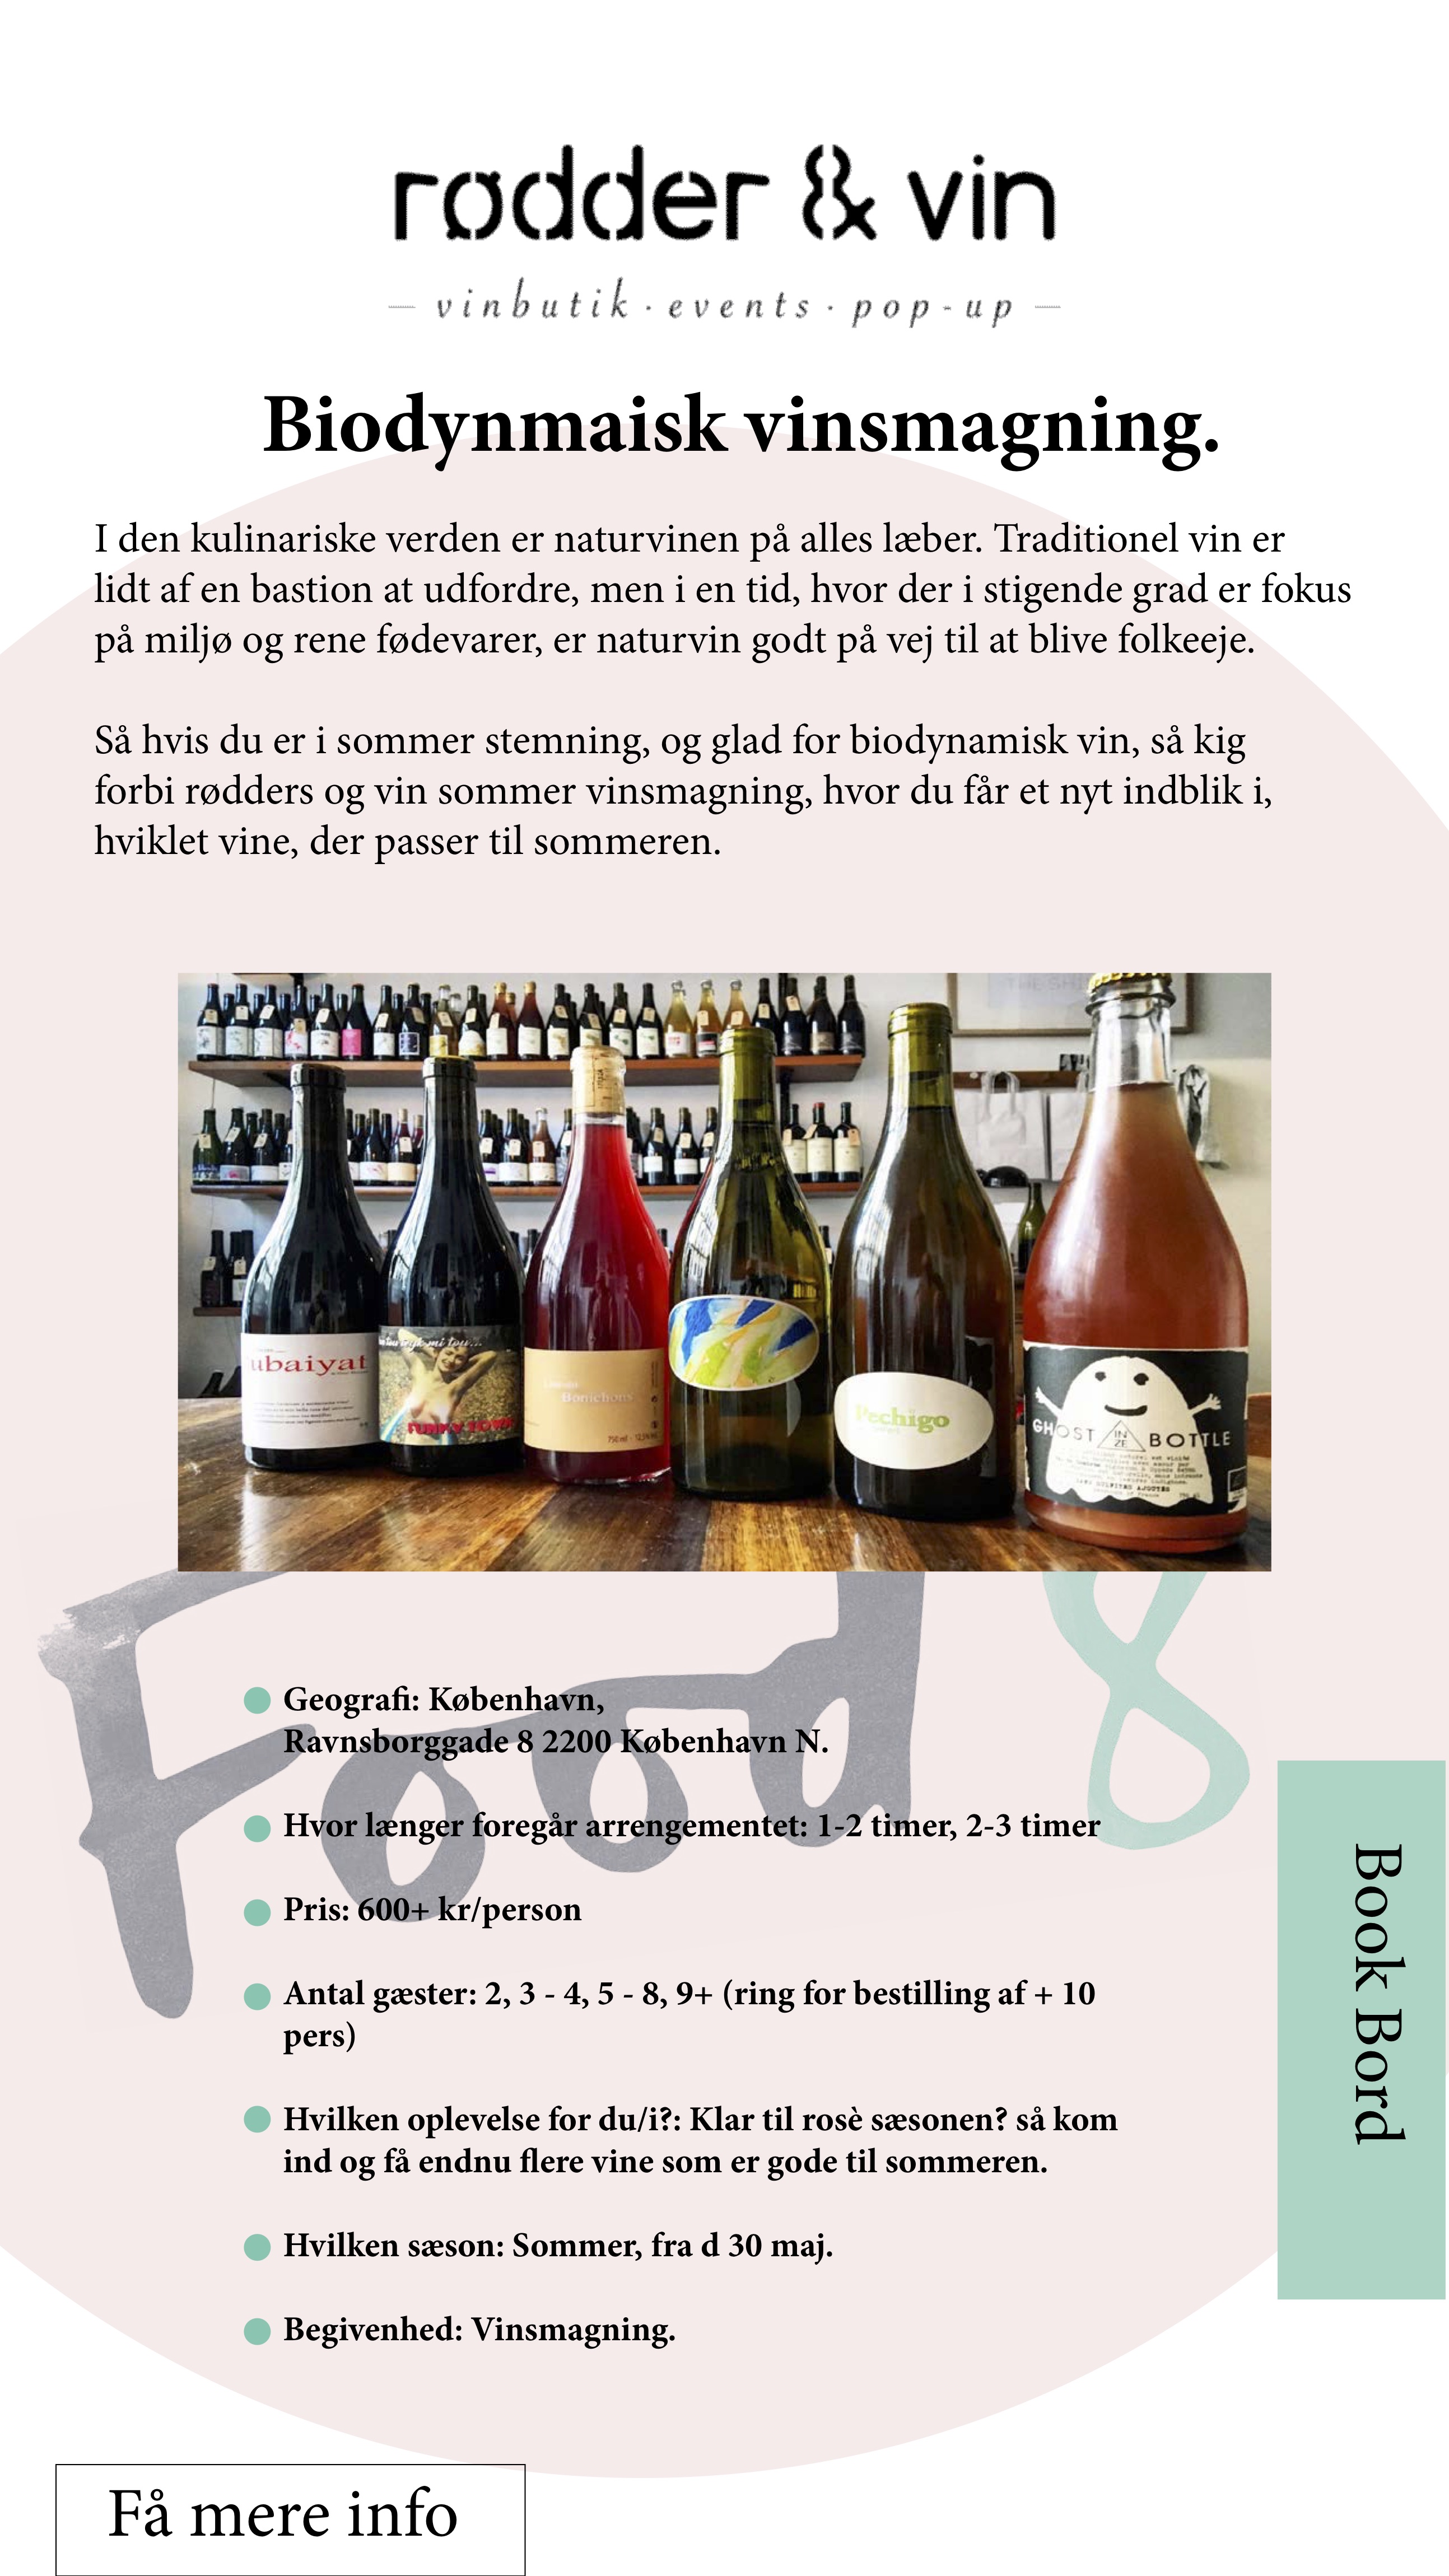 rødder & vin
vinbutik · events · pop-up
Biodynmaisk vinsmagning.
I den kulinariske verden er naturvinen på alles læber. Traditionel vin er
lidt af en bastion at udfordre, men i en tid, hvor der i stigende grad er fokus
på miljø og rene fødevarer, er naturvin godt på vej til at blive folkeeje.
Så hvis du er i sommer stemning, og glad for biodynamisk vin, så kig
forbi rødders og vin sommer vinsmagning, hvor du får et nyt indblik i,
hviklet vine, der passer til sommeren.
ubaiyat
Bonichons
750 ml
Pechigo
GHOST IN ZE BOTTLE
Food &
Geografi: København,
Ravnsborggade 8 2200 København N.
Hvor længer foregår arrengementet: 1-2 timer, 2-3 timer
Pris: 600+ kr/person
Antal gæster: 2, 3 - 4, 5 - 8, 9+ (ring for bestilling af + 10
pers)
Hvilken oplevelse for du/i?: Klar til rosè sæsonen? så kom
ind og få endnu flere vine som er gode til sommeren.
Hvilken sæson: Sommer, fra d 30 maj.
Begivenhed: Vinsmagning.
Book Bord
Få mere info